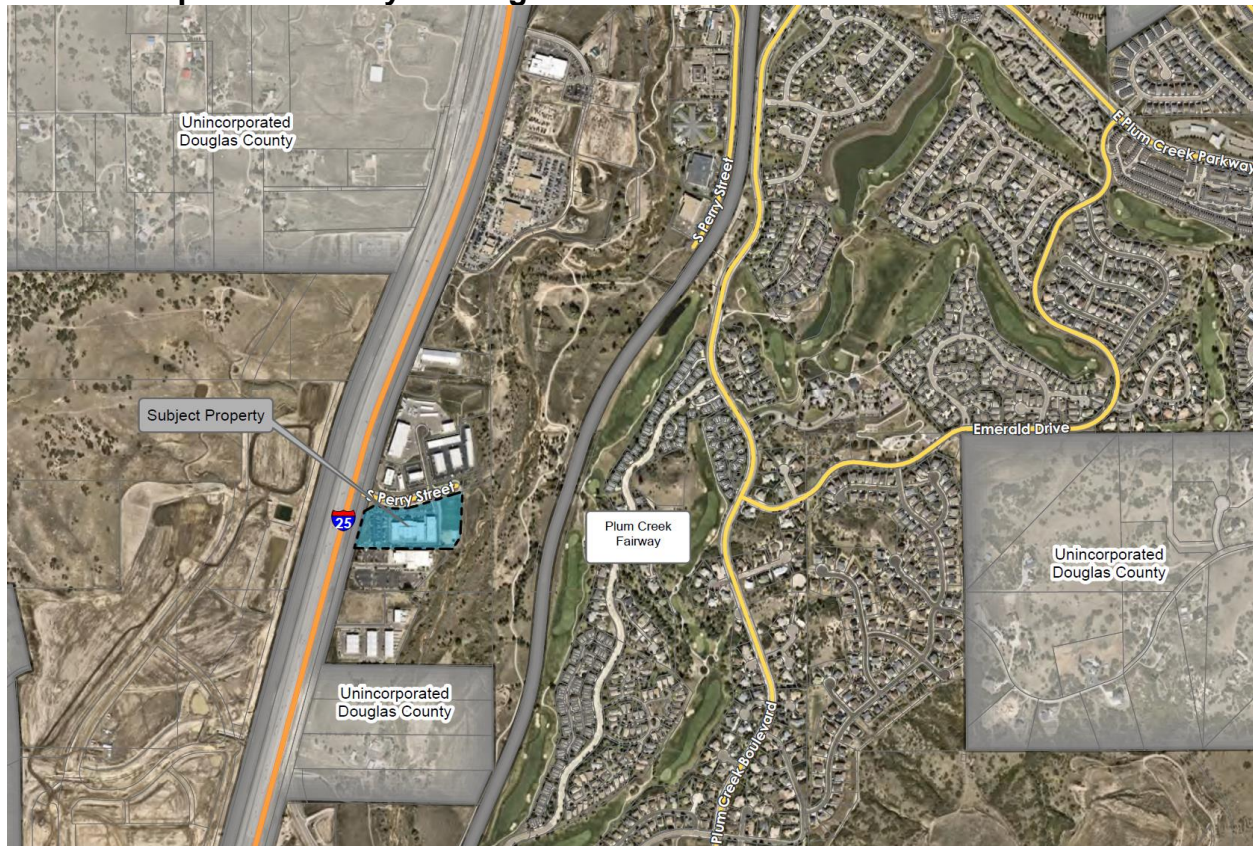 Unincorporated
Douglas County
E Plum Creek Parkway
S Perry Street
Subject Property
Emerald Drive
S Perry Street
25
Plum Creek
Fairway
Unincorporated
Douglas County
Unincorporated
Douglas County
Plum Creek Boulevard